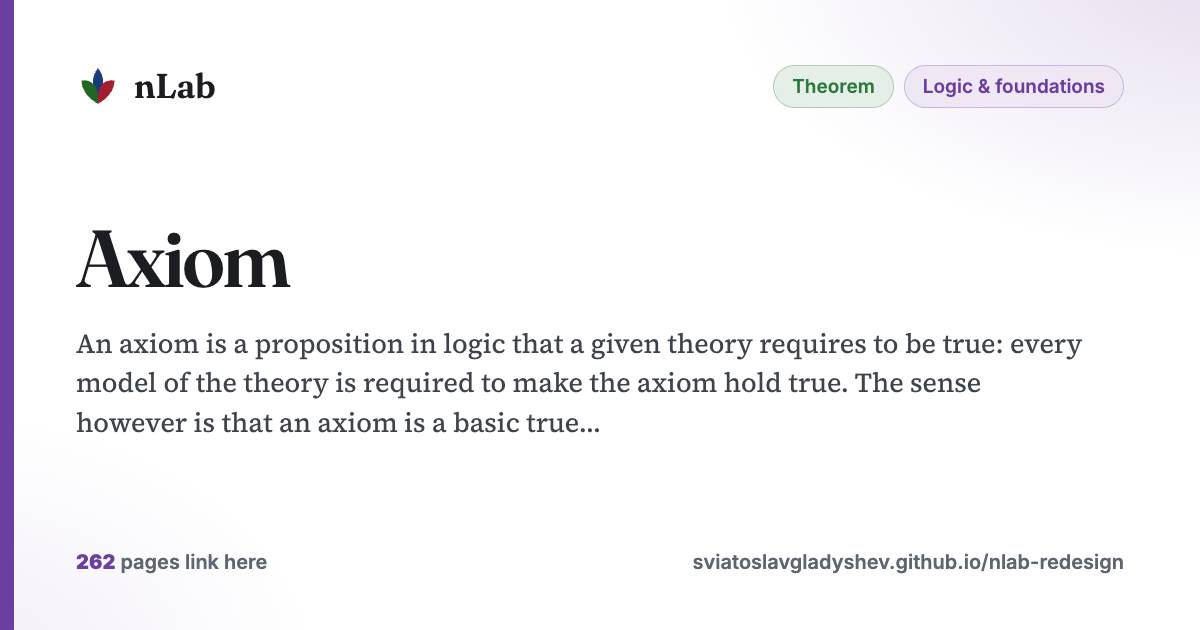 nLab
Theorem
Logic & foundations
Axiom
An axiom is a proposition in logic that a given theory requires to be true: every
model of the theory is required to make the axiom hold true. The sense
however is that an axiom is a basic true...
262 pages link here
sviatoslavgladyshev.github.io/nlab-redesign